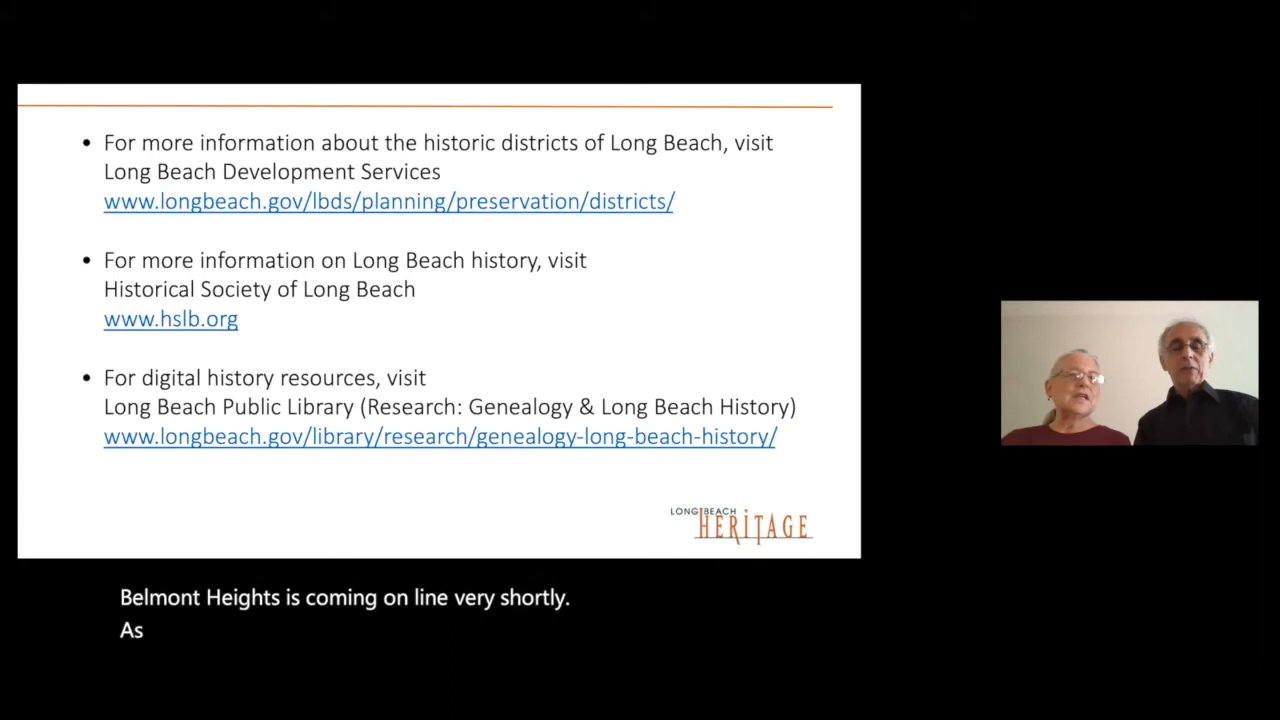 • For more information about the historic districts of Long Beach, visit
Long Beach Development Services
www.longbeach.gov/lbds/planning/preservation/districts/
• For more information on Long Beach history, visit
Historical Society of Long Beach
www.hslb.org
• For digital history resources, visit
Long Beach Public Library (Research: Genealogy & Long Beach History)
www.longbeach.gov/library/research/genealogy-long-beach-history/
LONG BEACH
HERITAGE
Belmont Heights is coming on line very shortly.
As